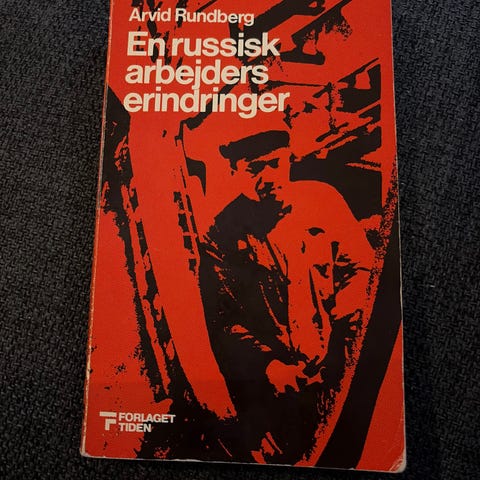 Arvid Rundberg
En russisk
arbejders
erindringer
FORLAGET
TIDEN